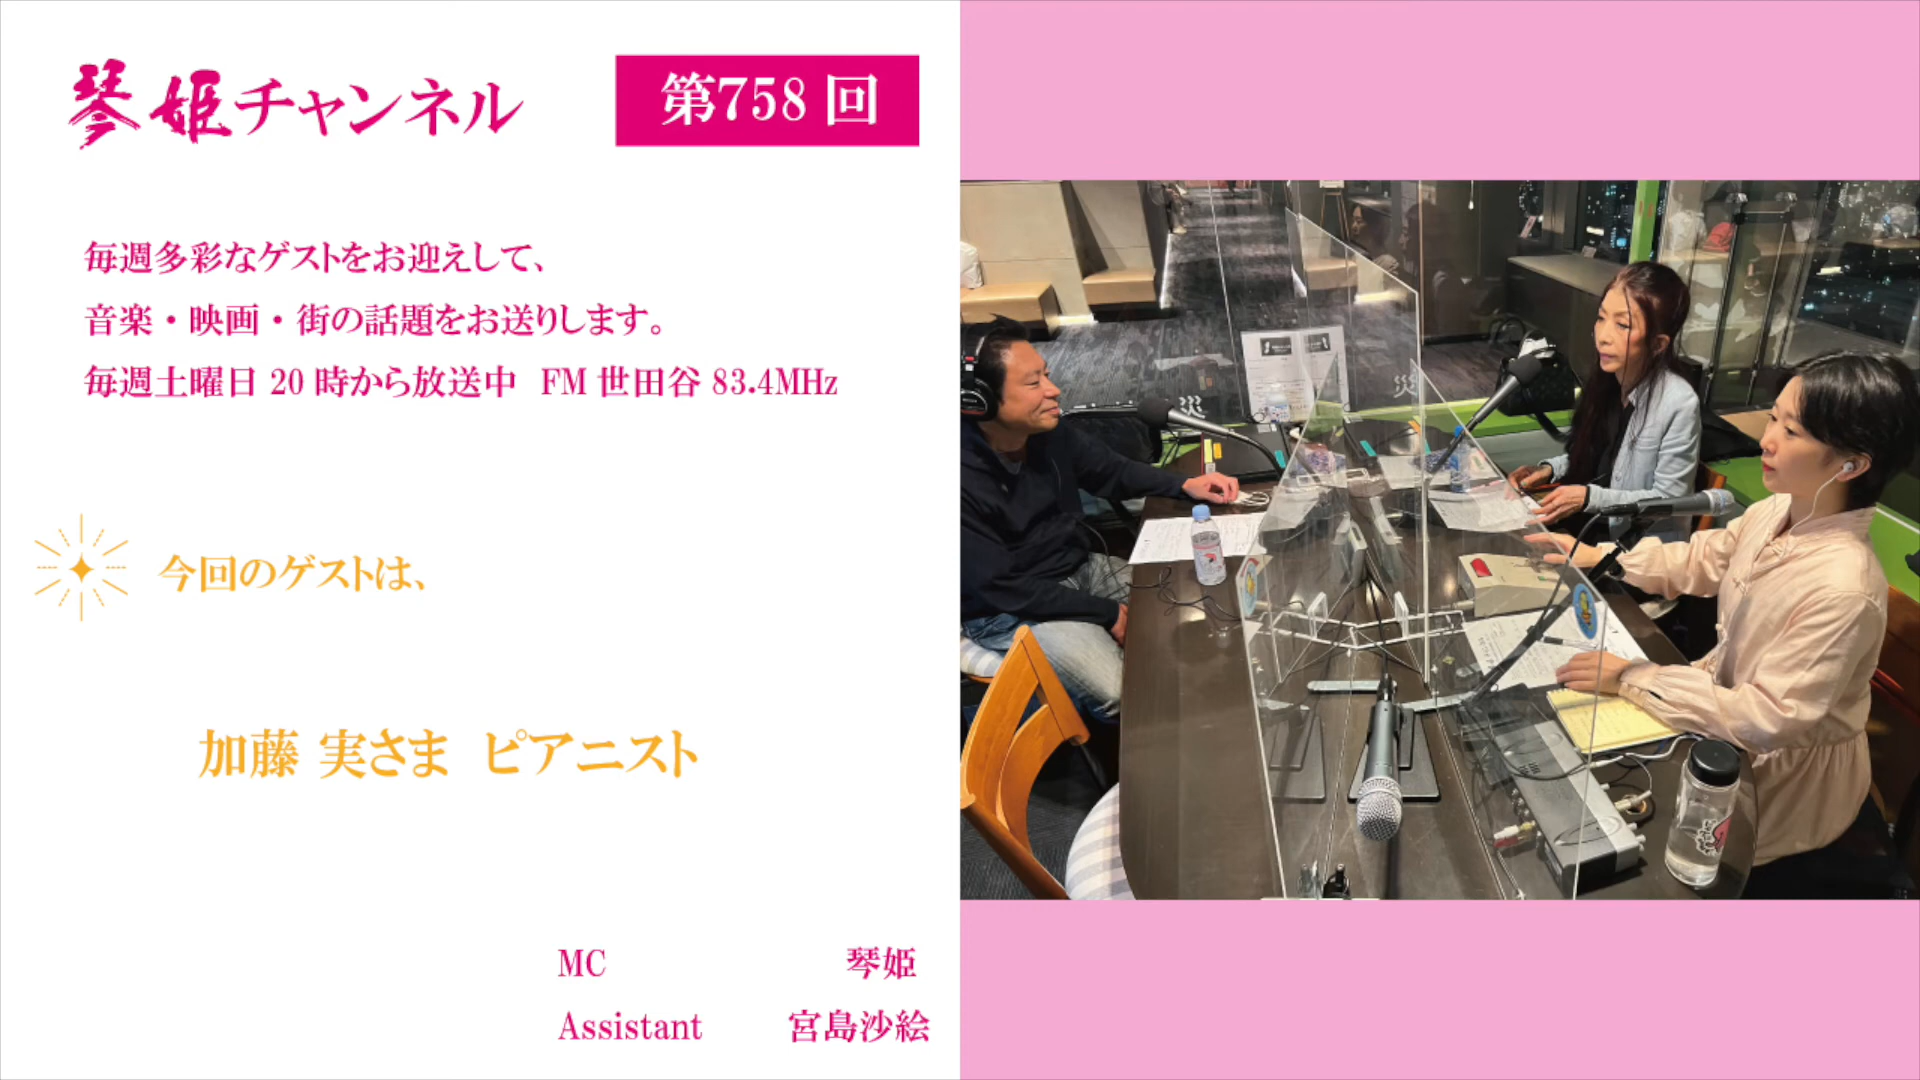 琴姫チャンネル
第758 回
毎週多彩なゲストをお迎えして、
音楽・映画・街の話題をお送りします。
毎週土曜日 20 時から放送中 FM 世田谷 83.4MHz
今回のゲストは、
加藤 実さま ピアニスト
MC 琴姫
Assistant 宮島沙絵
災
災